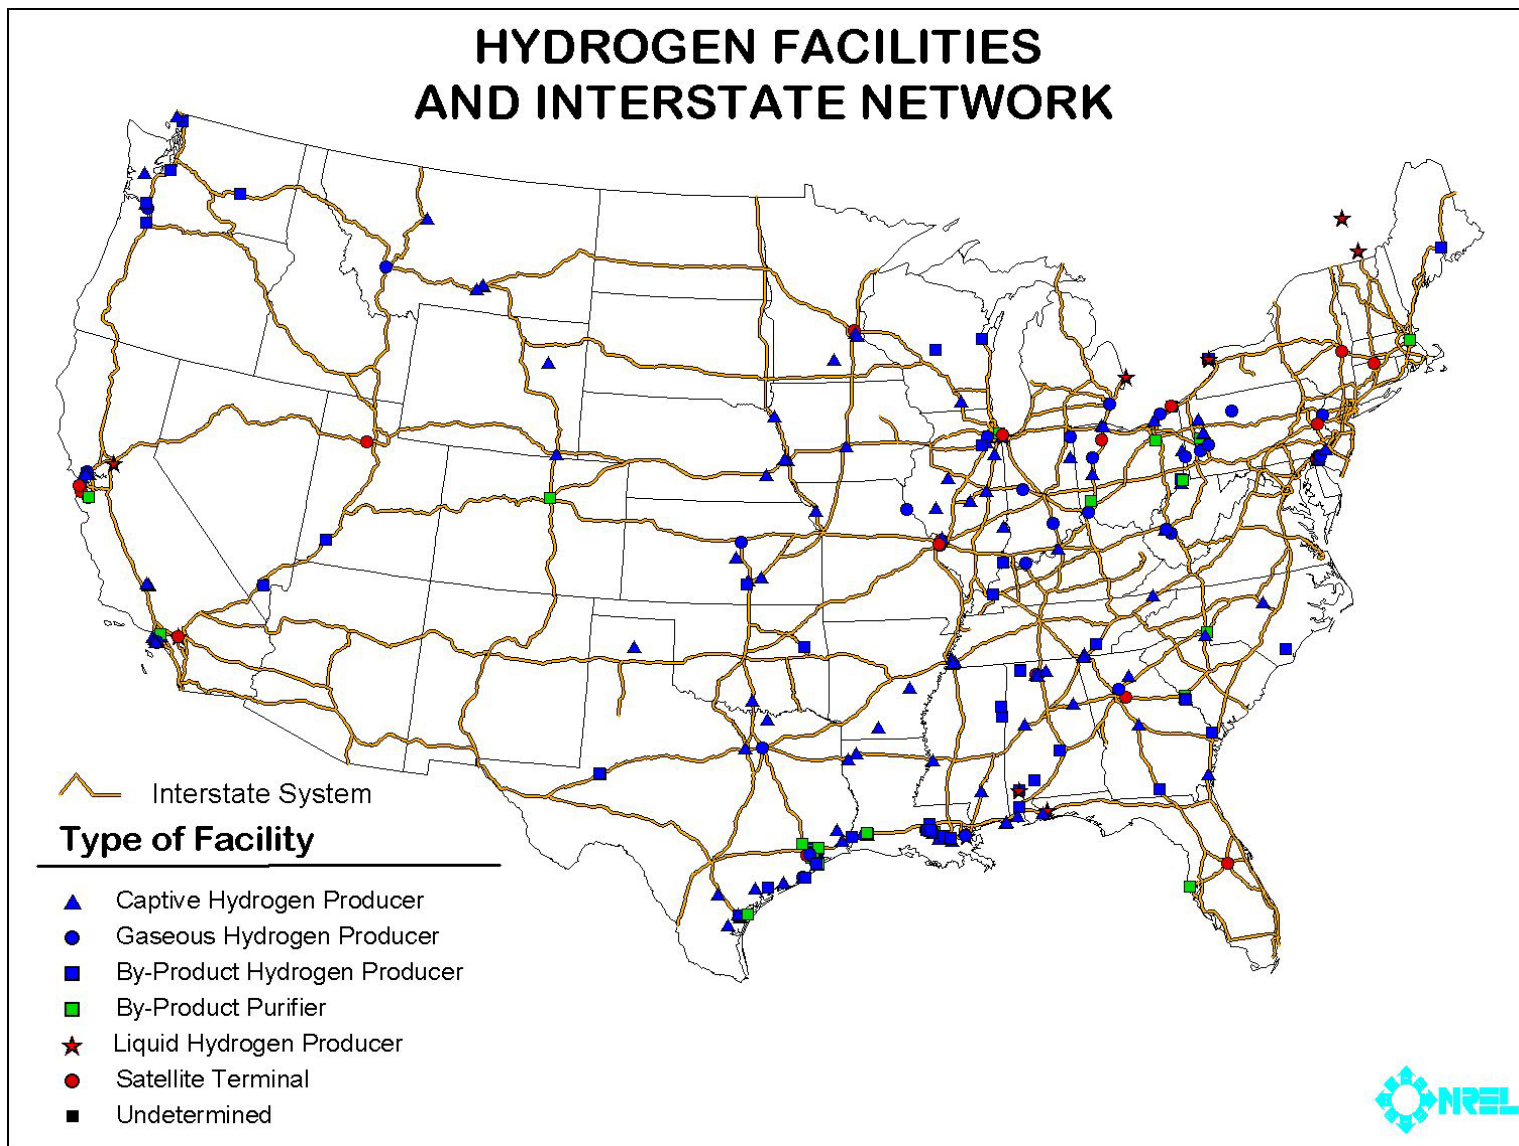 HYDROGEN FACILITIES
AND INTERSTATE NETWORK
Interstate System
Type of Facility
Captive Hydrogen Producer
Gaseous Hydrogen Producer
By-Product Hydrogen Producer
By-Product Purifier
Liquid Hydrogen Producer
Satellite Terminal
Undetermined
NREL